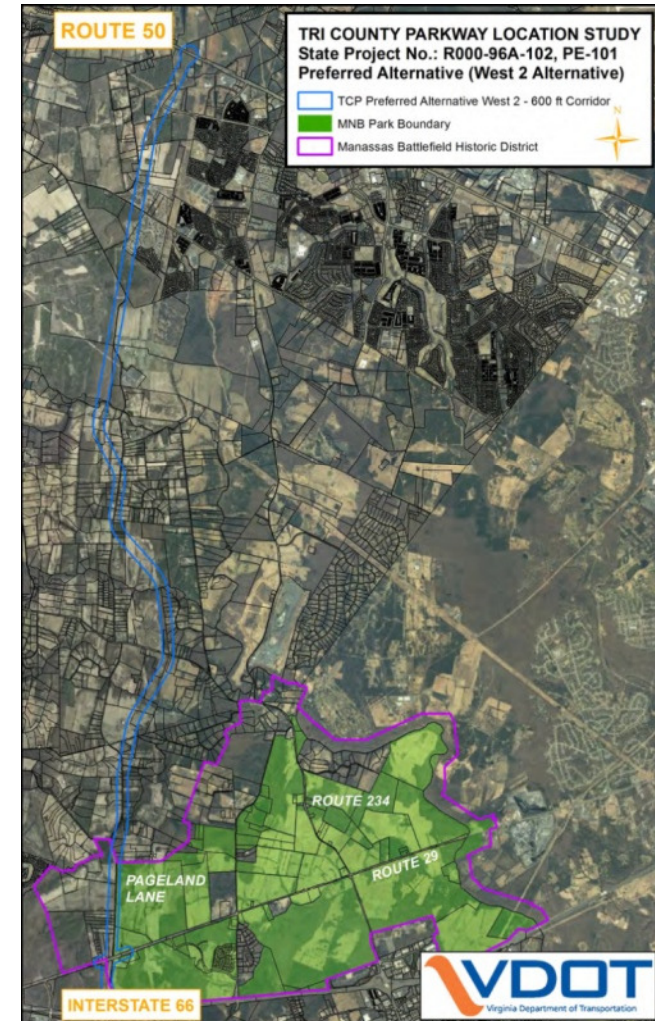 ROUTE 50
TRI COUNTY PARKWAY LOCATION STUDY
State Project No.: R000-96A-102, PE-101
Preferred Alternative (West 2 Alternative)
TCP Preferred Alternative West 2 - 600 ft Corridor
MNB Park Boundary
Manassas Battlefield Historic District
N
ROUTE 234
ROUTE 29
PAGELAND
LANE
INTERSTATE 66
VDOT
Virginia Department of Transportation